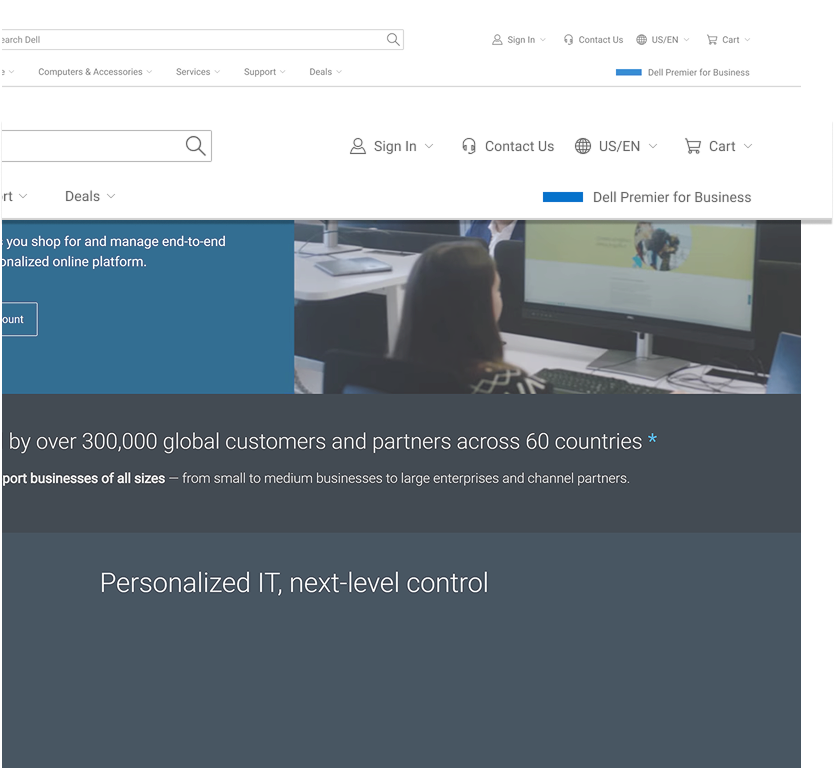 earch Dell
Sign In
Contact Us
US/EN
Cart
Computers & Accessories
Services
Support
Deals
Dell Premier for Business
Sign In
Contact Us
US/EN
Cart
rt
Deals
Dell Premier for Business
you shop for and manage end-to-end
onalized online platform.
ount
by over 300,000 global customers and partners across 60 countries *
port businesses of all sizes — from small to medium businesses to large enterprises and channel partners.
Personalized IT, next-level control